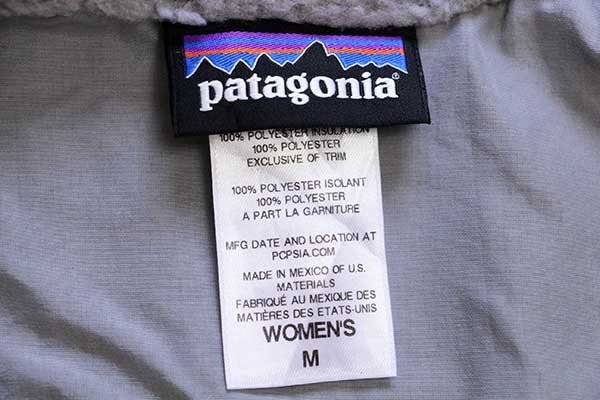 patagonia®
100% POLYESTER INSULATION
100% POLYESTER
EXCLUSIVE OF TRIM
100% POLYESTER ISOLANT
100% POLYESTER
A PART LA GARNITURE
MFG DATE AND LOCATION AT
PCPSIA.COM
MADE IN MEXICO OF U.S.
MATERIALS
FABRIQUÉ AU MEXIQUE DES
MATIÈRES DES ETATS-UNIS
WOMEN'S
M